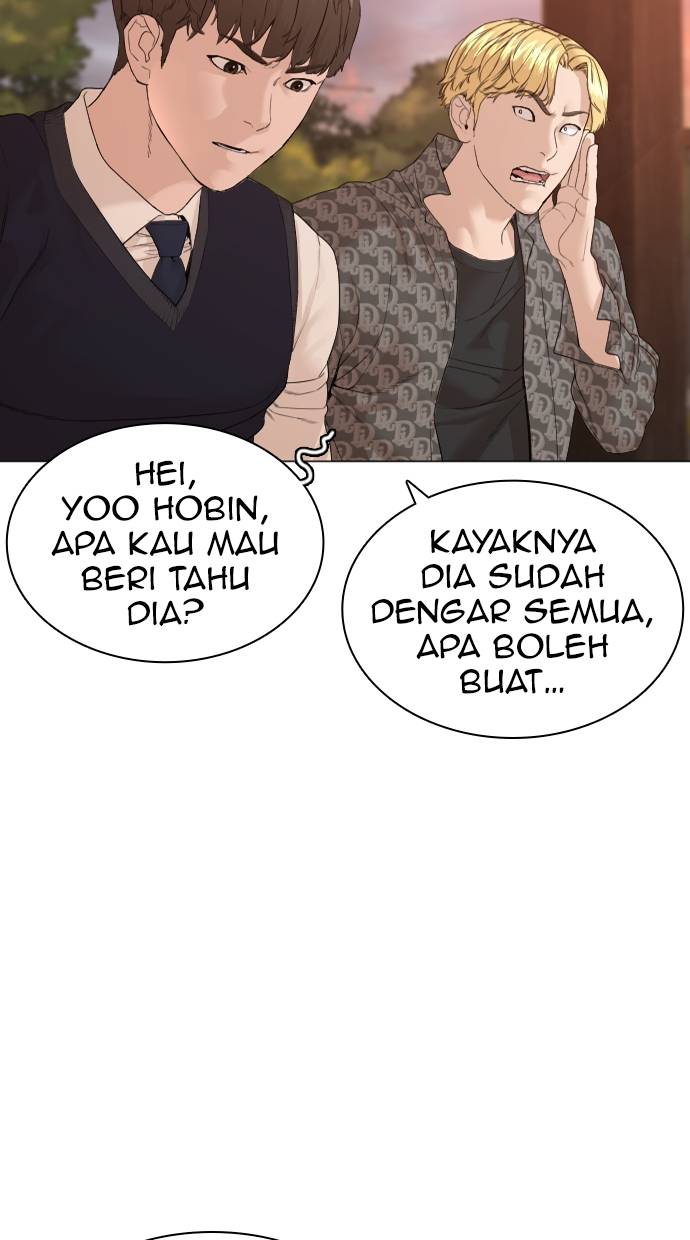 HEI,
YOO HOBIN,
APA KAU MAU
BERI TAHU
DIA?
KAYAKNYA
DIA SUDAH
DENGAR SEMUA,
APA BOLEH
BUAT...